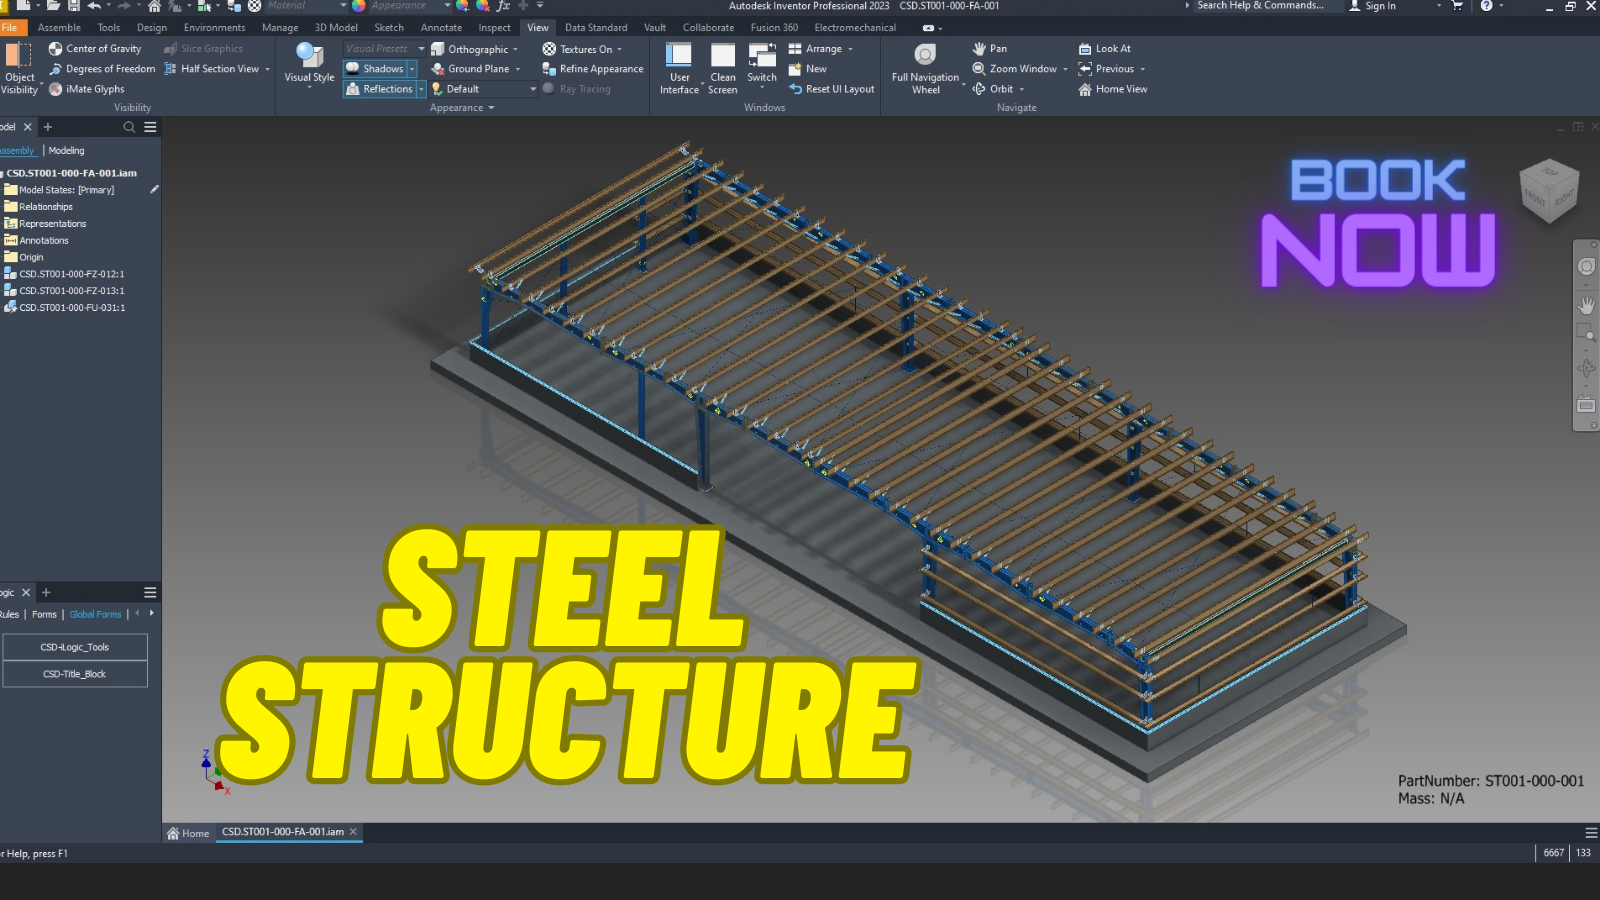 Material
Appearance
fx
Autodesk Inventor Professional 2023 CSD.ST001-000-FA-001
Search Help & Commands...
Sign In
File Assemble Tools Design Environments Manage 3D Model Sketch Annotate Inspect View Data Standard Vault Collaborate Fusion 360 Electromechanical
Object Visibility
Center of Gravity
Degrees of Freedom
iMate Glyphs
Slice Graphics
Half Section View
Visibility
Visual Style
Visual Presets
Shadows
Reflections
Orthographic
Ground Plane
Default
Textures On
Refine Appearance
Ray Tracing
Appearance
User Interface
Clean Screen
Switch
Arrange
New
Reset UI Layout
Windows
Full Navigation Wheel
Pan
Zoom Window
Orbit
Look At
Previous
Home View
Navigate
odel
Assembly | Modeling
CSD.ST001-000-FA-001.iam
Model States: [Primary]
Relationships
Representations
Annotations
Origin
CSD.ST001-000-FZ-012:1
CSD.ST001-000-FZ-013:1
CSD.ST001-000-FU-031:1
BOOK
NOW
TOP
FRONT
RIGHT
STEEL
STRUCTURE
ogic
Rules | Forms | Global Forms |
CSD-iLogic_Tools
CSD-Title_Block
Z
X
PartNumber: ST001-000-001
Mass: N/A
Home
CSD.ST001-000-FA-001.iam
r Help, press F1
6667 133